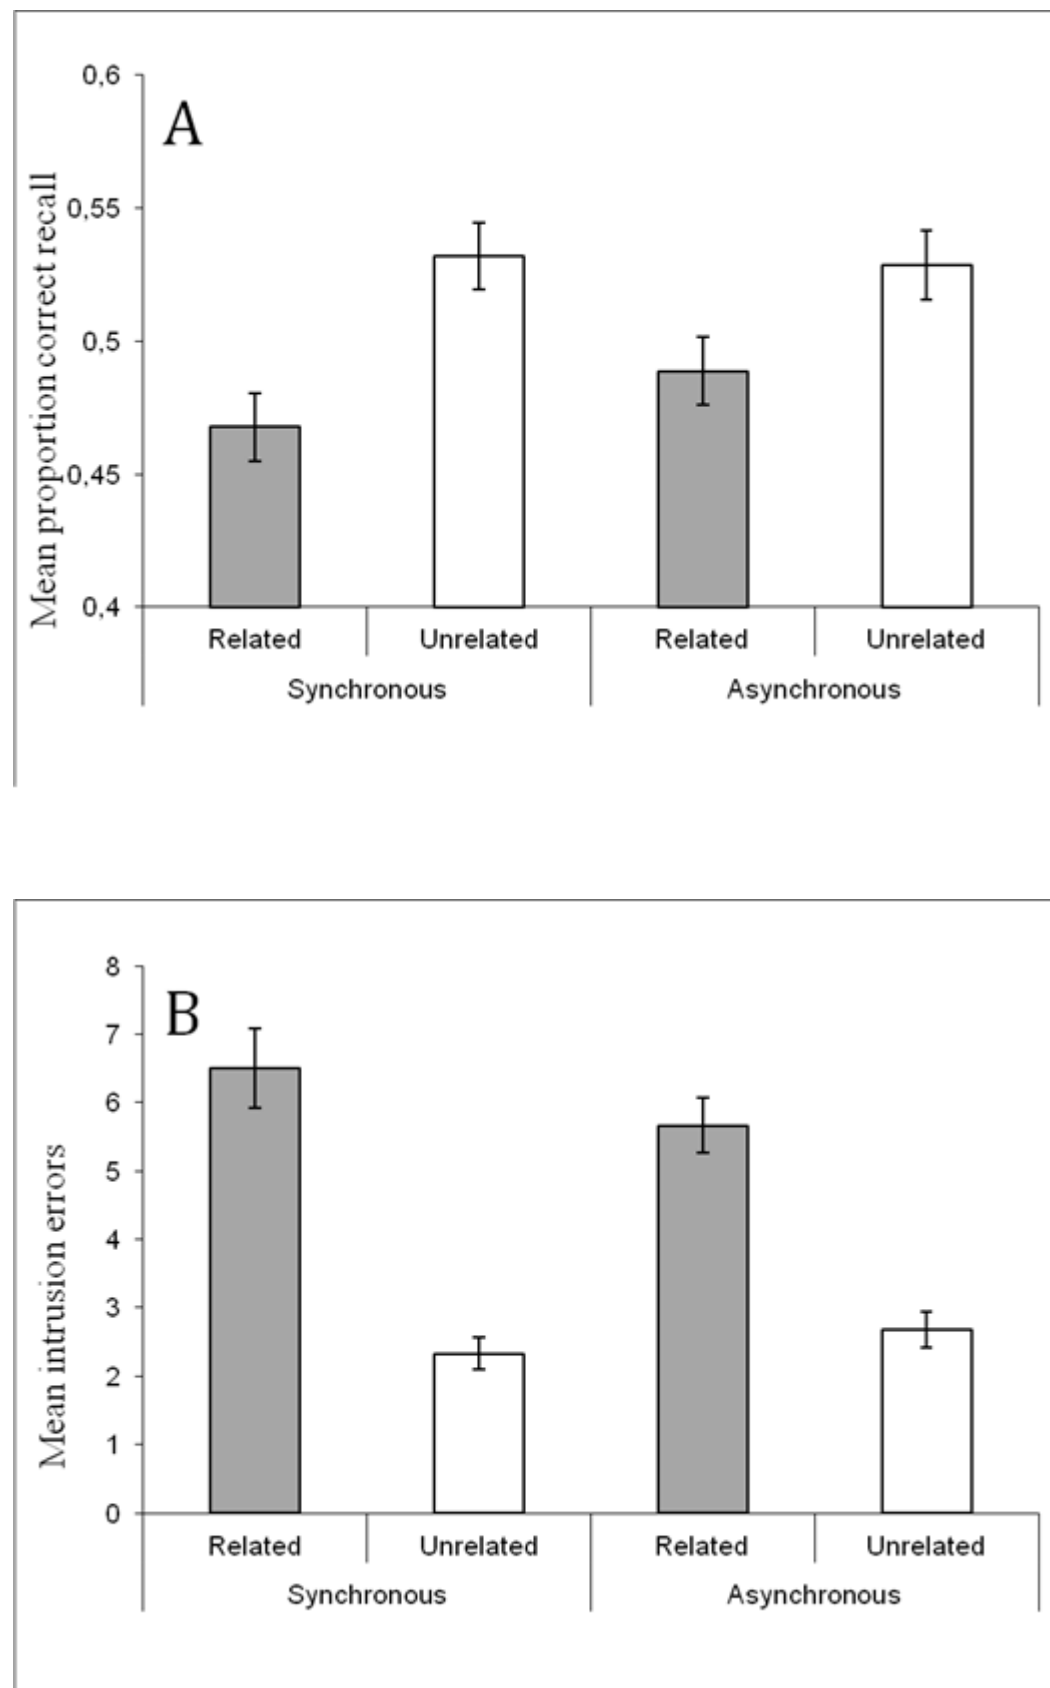 0,6
A
0,55
0,5
0,45
0,4
Mean proportion correct recall
Related Unrelated Related Unrelated
Synchronous Asynchronous
8
B
7
6
5
4
3
2
1
0
Mean intrusion errors
Related Unrelated Related Unrelated
Synchronous Asynchronous